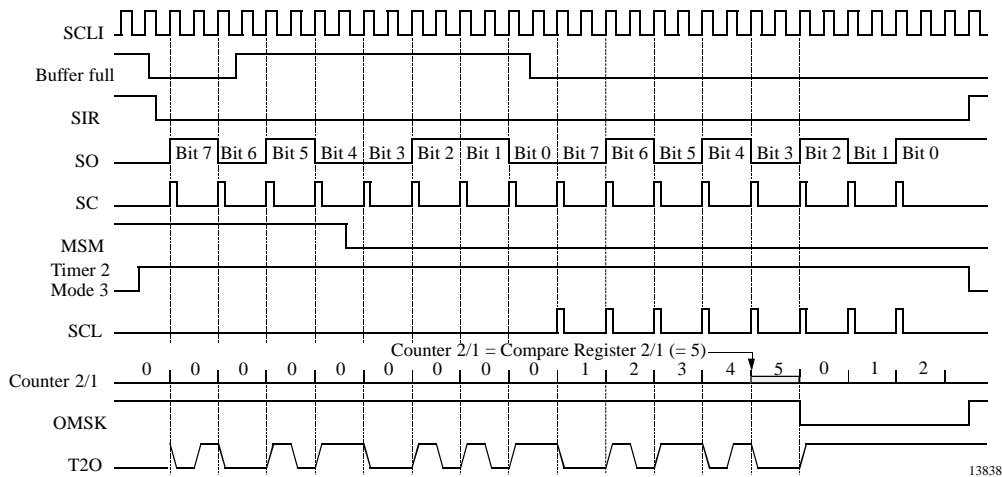 SCLI
Buffer full
SIR
SO Bit 7 Bit 6 Bit 5 Bit 4 Bit 3 Bit 2 Bit 1 Bit 0 Bit 7 Bit 6 Bit 5 Bit 4 Bit 3 Bit 2 Bit 1 Bit 0
SC
MSM
Timer 2
Mode 3
SCL
Counter 2/1 = Compare Register 2/1 (= 5)
Counter 2/1 0 0 0 0 0 0 0 0 0 1 2 3 4 5 0 1 2
OMSK
T2O
13838